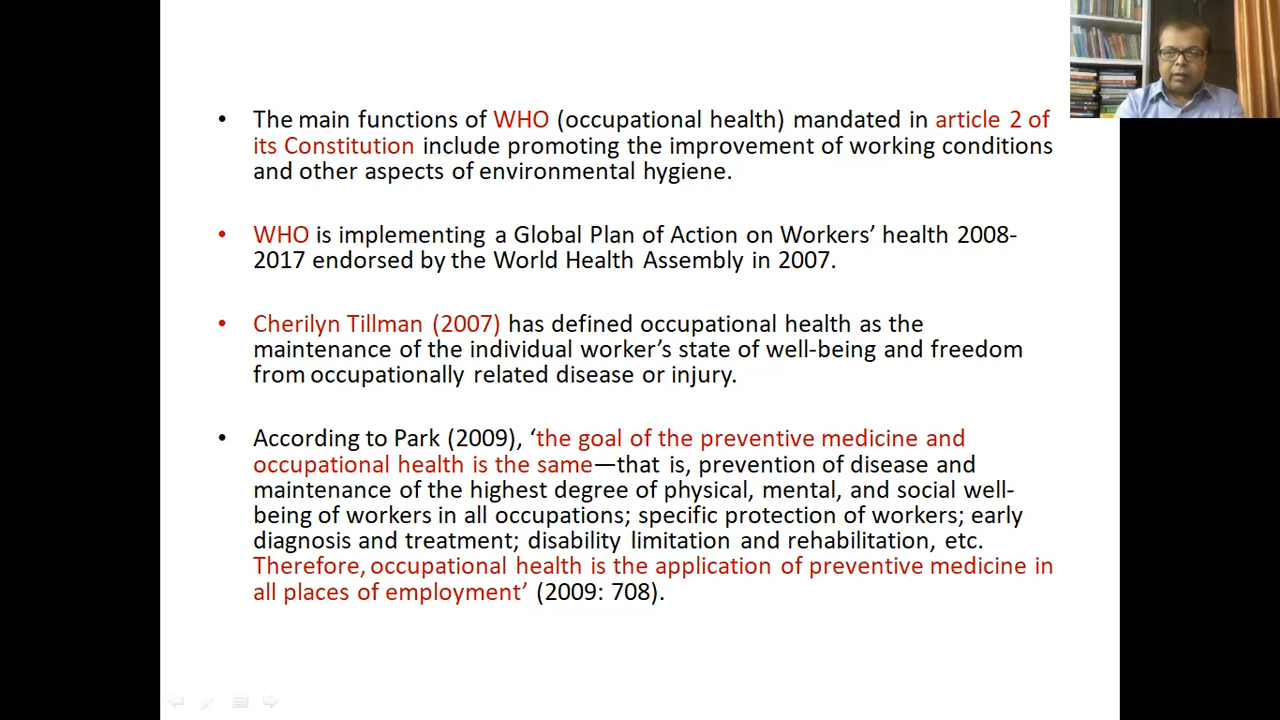 • The main functions of WHO (occupational health) mandated in article 2 of
its Constitution include promoting the improvement of working conditions
and other aspects of environmental hygiene.
• WHO is implementing a Global Plan of Action on Workers’ health 2008-
2017 endorsed by the World Health Assembly in 2007.
• Cherilyn Tillman (2007) has defined occupational health as the
maintenance of the individual worker’s state of well-being and freedom
from occupationally related disease or injury.
• According to Park (2009), ‘the goal of the preventive medicine and
occupational health is the same—that is, prevention of disease and
maintenance of the highest degree of physical, mental, and social well-
being of workers in all occupations; specific protection of workers; early
diagnosis and treatment; disability limitation and rehabilitation, etc.
Therefore, occupational health is the application of preventive medicine in
all places of employment’ (2009: 708).